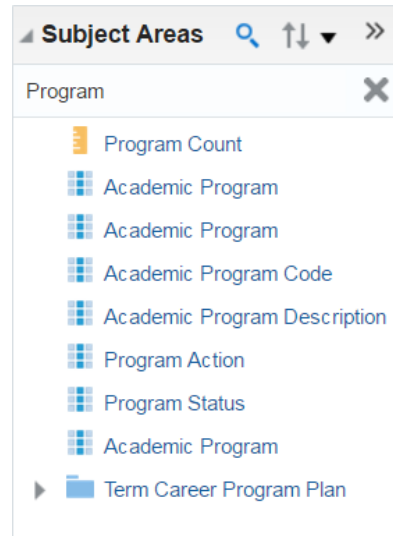 Subject Areas
Program
Program Count
Academic Program
Academic Program
Academic Program Code
Academic Program Description
Program Action
Program Status
Academic Program
Term Career Program Plan